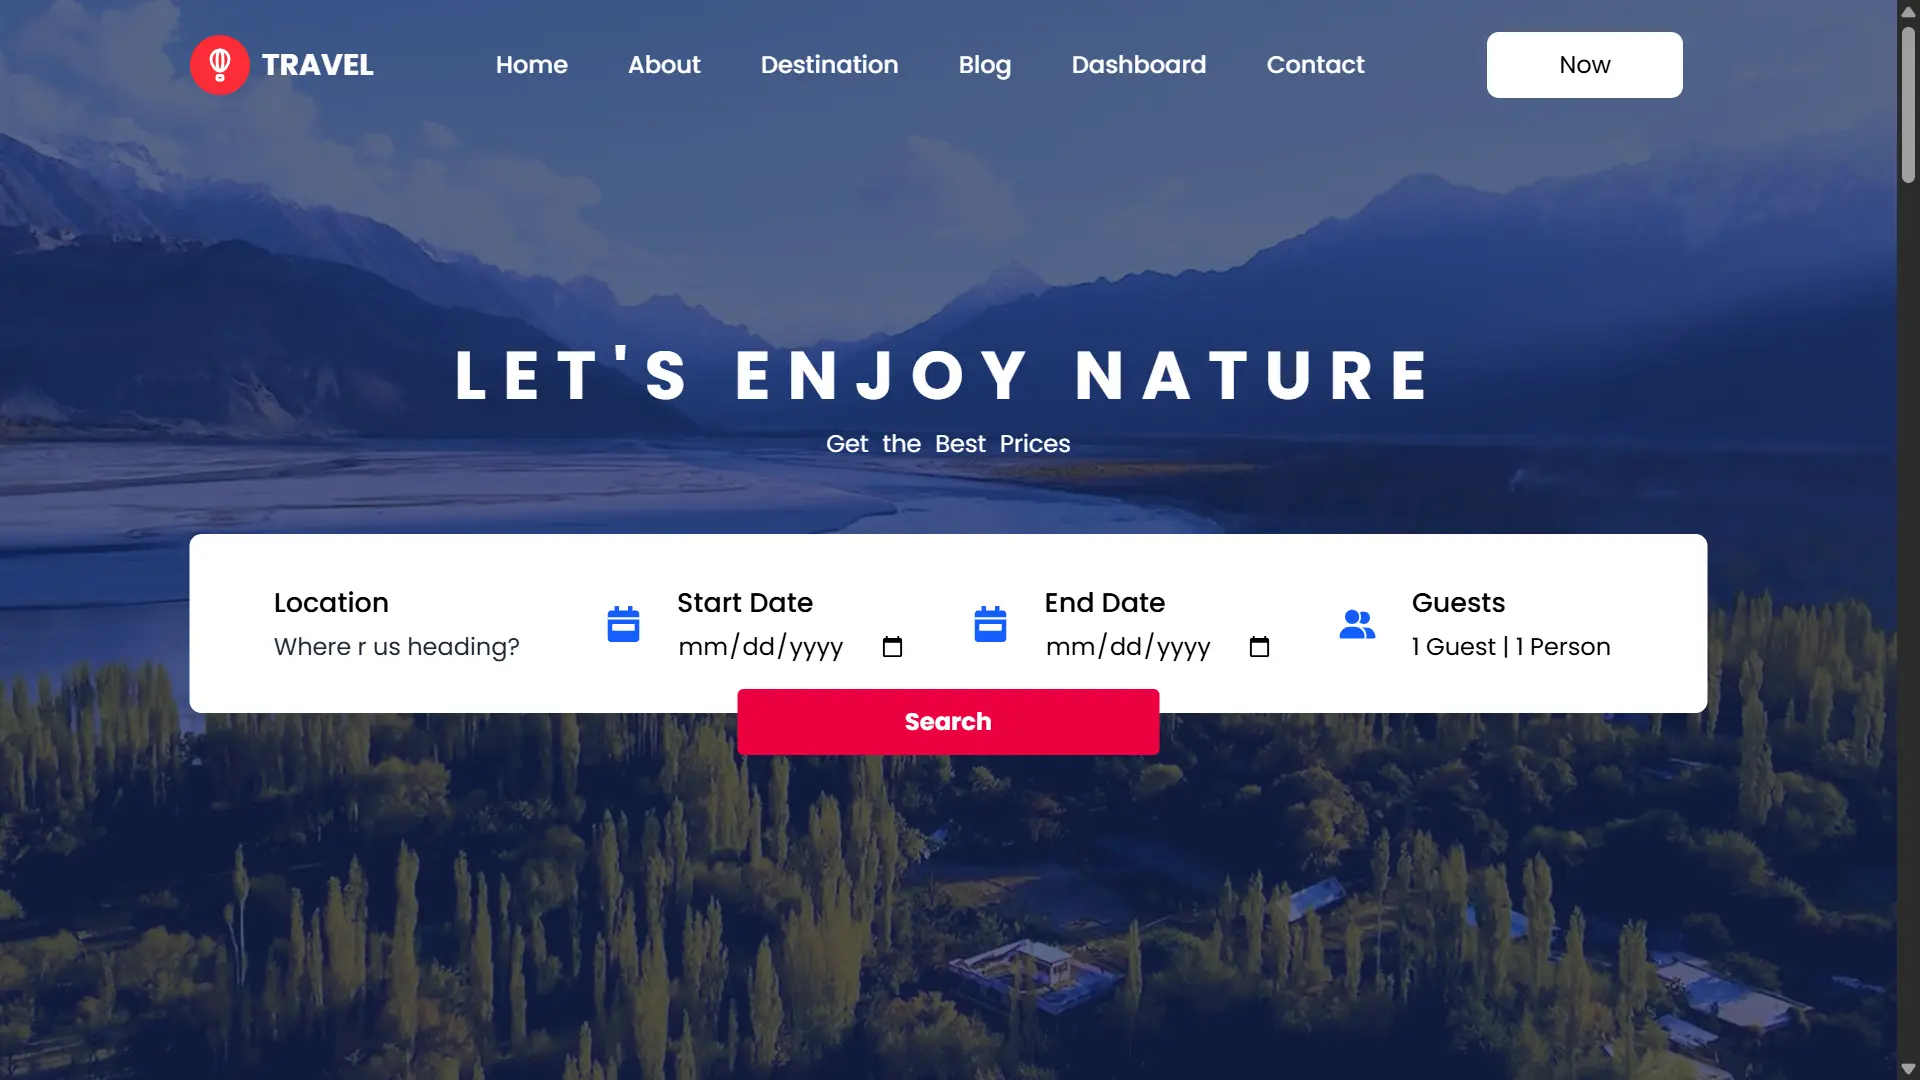 TRAVEL
Home About Destination Blog Dashboard Contact
Now
LET'S ENJOY NATURE
Get the Best Prices
Location
Where r us heading?
Start Date
mm/dd/yyyy
End Date
mm/dd/yyyy
Guests
1 Guest | 1 Person
Search